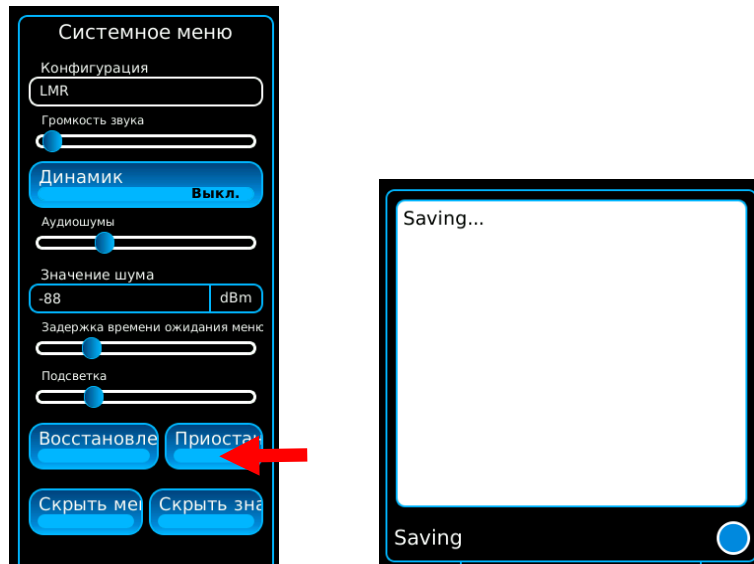 Системное меню
Конфигурация
LMR
Громкость звука
Динамик
Выкл.
Аудиошумы
Значение шума
-88 dBm
Задержка времени ожидания меню
Подсветка
Восстановле Приостан
Скрыть ме Скрыть зна
Saving...
Saving